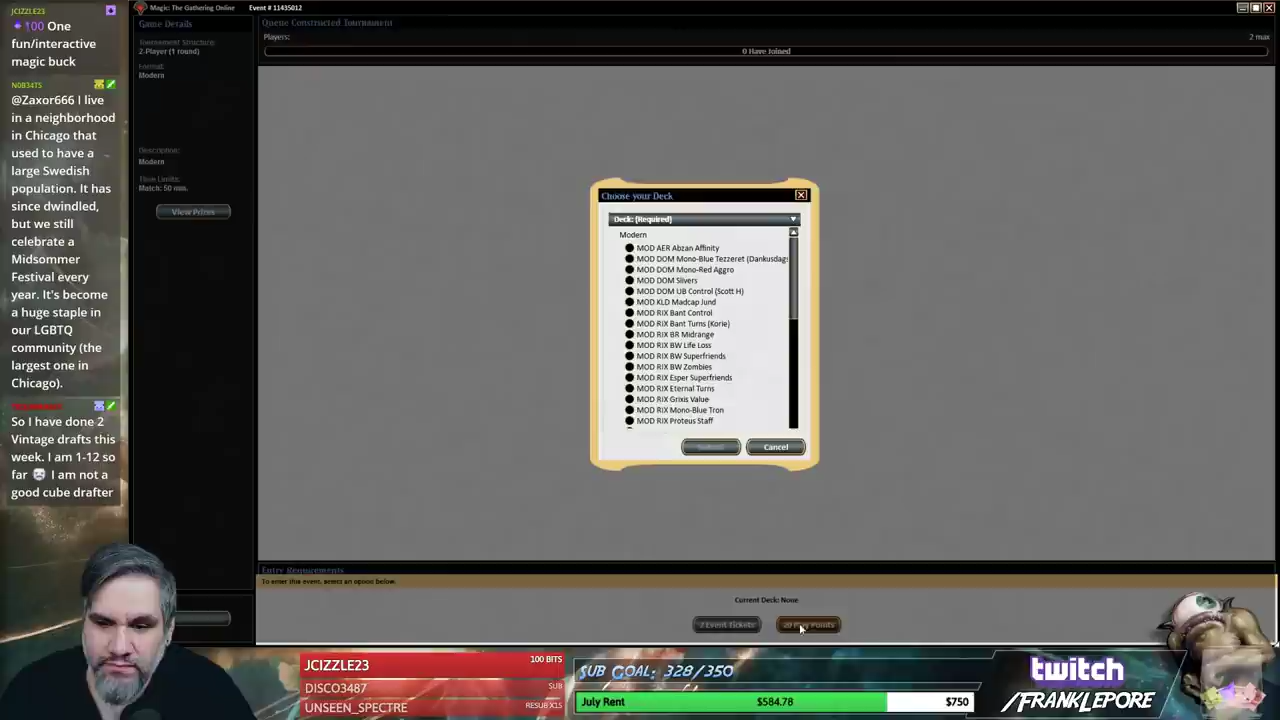 JCIZZLE23
100 One
fun/interactive
magic buck
N0B34TS
@Zaxor666 I live
in a neighborhood
in Chicago that
used to have a
large Swedish
population. It has
since dwindled,
but we still
celebrate a
Midsommer
Festival every
year. It's become
a huge staple in
our LGBTQ
community (the
largest one in
Chicago).
So I have done 2
Vintage drafts this
week. I am 1-12 so
far I am not a
good cube drafter
Magic: The Gathering Online
Event # 11435012
Game Details
Tournament Structure:
2-Player (1 round)
Format:
Modern
Description:
Modern
Time Limits:
Match: 50 mn.
View Prizes
Queue Constructed Tournament
Players:
2 max
0 Have Joined
Choose your Deck
Deck: (Required)
Modern
MOD AER Abzan Affinity
MOD DOM Mono-Blue Tezzeret (Dankusdags
MOD DOM Mono-Red Aggro
MOD DOM Slivers
MOD DOM UB Control (Scott H)
MOD KLD Madcap Jund
MOD RIX Bant Control
MOD RIX Bant Turns (Korie)
MOD RIX BR Midrange
MOD RIX BW Life Loss
MOD RIX BW Superfriends
MOD RIX BW Zombies
MOD RIX Esper Superfriends
MOD RIX Eternal Turns
MOD RIX Grixis Value
MOD RIX Mono-Blue Tron
MOD RIX Proteus Staff
Submit
Cancel
Entry Requirements
To enter this event, select an option below.
Current Deck: None
2 Event Tickets
20 Play Points
JCIZZLE23
100 BITS
DISCO3487
SUB
UNSEEN_SPECTRE
RESUB X15
SUB GOAL: 328/350
July Rent
$584.78
$750
twitch
/FRANKLEPORE